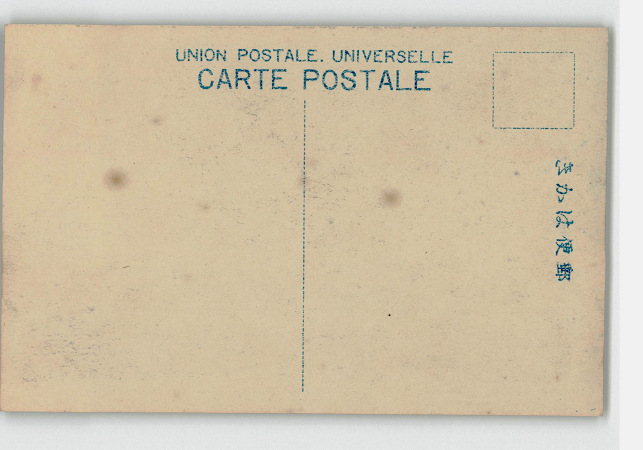 UNION POSTALE. UNIVERSELLE
CARTE POSTALE
郵便はかき